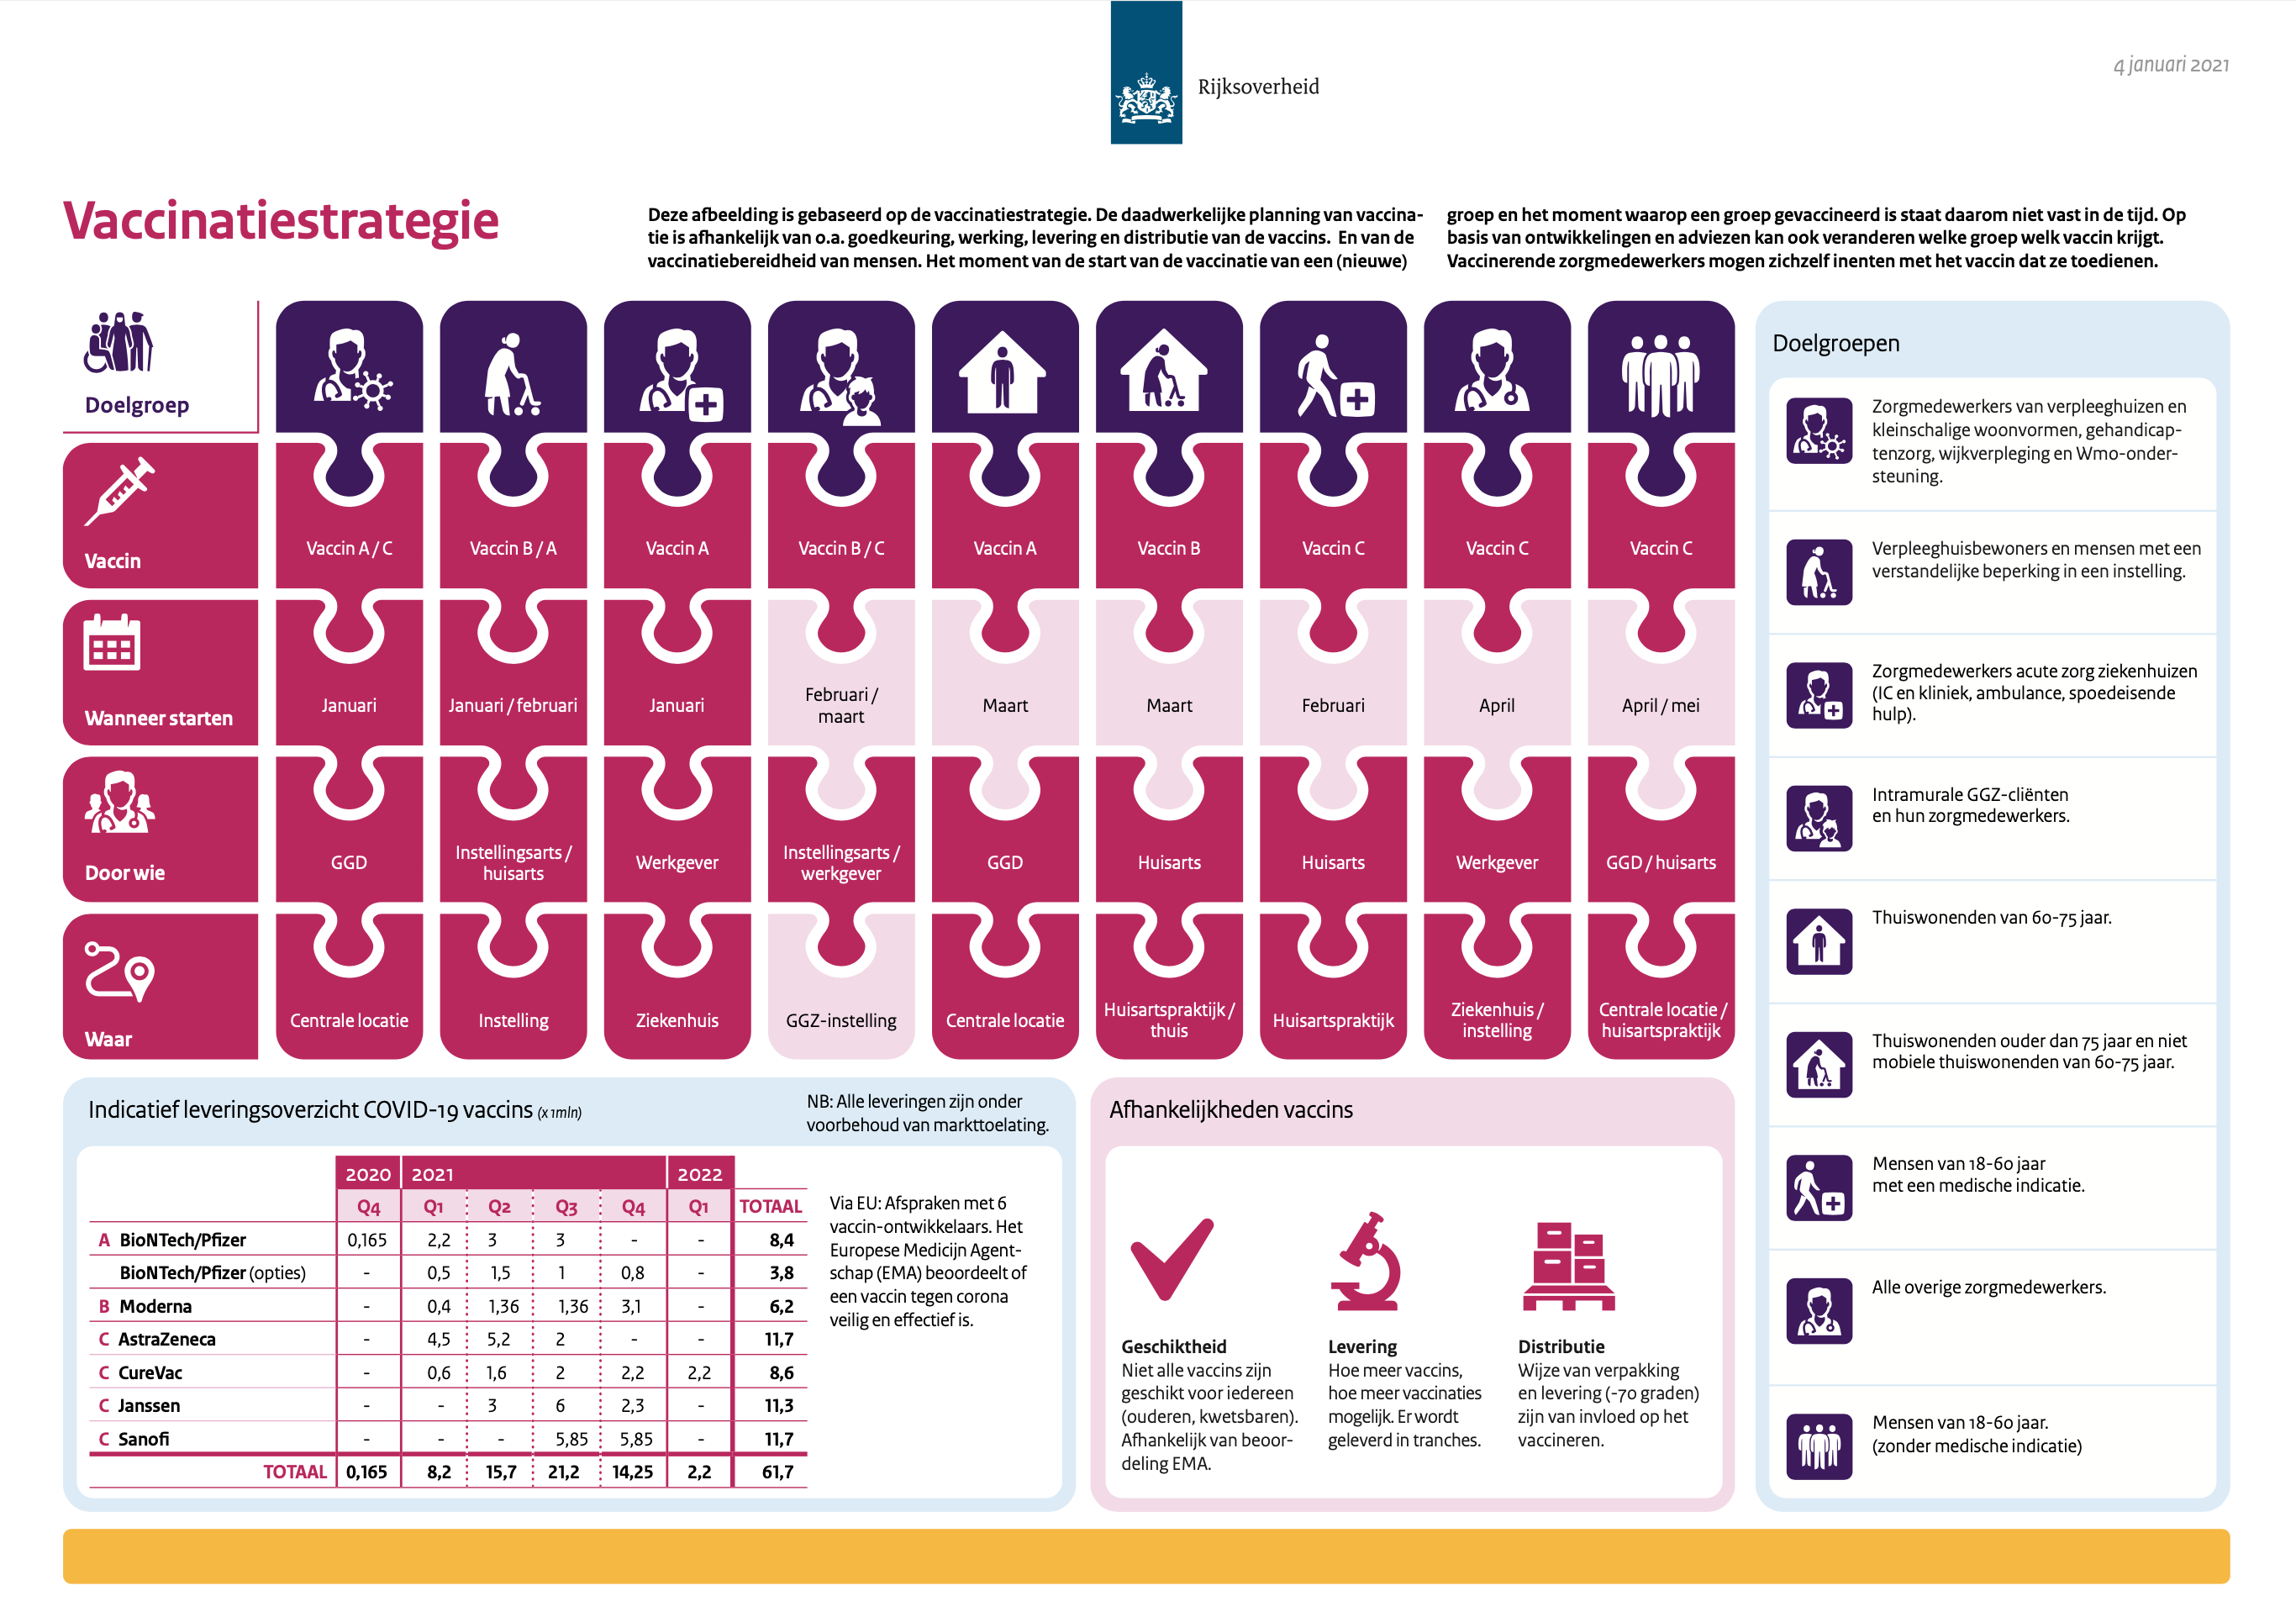 Rijksoverheid
4 januari 2021
Vaccinatiestrategie
Deze afbeelding is gebaseerd op de vaccinatiestrategie. De daadwerkelijke planning van vaccina-
tie is afhankelijk van o.a. goedkeuring, werking, levering en distributie van de vaccins. En van de
vaccinatiebereidheid van mensen. Het moment van de start van de vaccinatie van een (nieuwe)
groep en het moment waarop een groep gevaccineerd is staat daarom niet vast in de tijd. Op
basis van ontwikkelingen en adviezen kan ook veranderen welke groep welk vaccin krijgt.
Vaccinerende zorgmedewerkers mogen zichzelf inenten met het vaccin dat ze toedienen.
Doelgroep
Vaccin
Vaccin A / C
Vaccin B / A
Vaccin A
Vaccin B / C
Vaccin A
Vaccin B
Vaccin C
Vaccin C
Vaccin C
Wanneer starten
Januari
Januari / februari
Januari
Februari /
maart
Maart
Maart
Februari
April
April / mei
Door wie
GGD
Instellingsarts /
huisarts
Werkgever
Instellingsarts /
werkgever
GGD
Huisarts
Huisarts
Werkgever
GGD / huisarts
Waar
Centrale locatie
Instelling
Ziekenhuis
GGZ-instelling
Centrale locatie
Huisartspraktijk /
thuis
Huisartspraktijk
Ziekenhuis /
instelling
Centrale locatie /
huisartspraktijk
Doelgroepen
Zorgmedewerkers van verpleeghuizen en
kleinschalige woonvormen, gehandicap-
tenzorg, wijkverpleging en Wmo-onder-
steuning.
Verpleeghuisbewoners en mensen met een
verstandelijke beperking in een instelling.
Zorgmedewerkers acute zorg ziekenhuizen
(IC en kliniek, ambulance, spoedeisende
hulp).
Intramurale GGZ-cliënten
en hun zorgmedewerkers.
Thuiswonenden van 60-75 jaar.
Thuiswonenden ouder dan 75 jaar en niet
mobiele thuiswonenden van 60-75 jaar.
Mensen van 18-60 jaar
met een medische indicatie.
Alle overige zorgmedewerkers.
Mensen van 18-60 jaar.
(zonder medische indicatie)
Indicatief leveringsoverzicht COVID-19 vaccins (x 1mln)
NB: Alle leveringen zijn onder
voorbehoud van markttoelating.
2020 2021 2022
Q4 Q1 Q2 Q3 Q4 Q1 TOTAAL
A BioNTech/Pfizer 0,165 2,2 3 3 - - 8,4
BioNTech/Pfizer (opties) - 0,5 1,5 1 0,8 - 3,8
B Moderna - 0,4 1,36 1,36 3,1 - 6,2
C AstraZeneca - 4,5 5,2 2 - - 11,7
C CureVac - 0,6 1,6 2 2,2 2,2 8,6
C Janssen - - 3 6 2,3 - 11,3
C Sanofi - - - 5,85 5,85 - 11,7
TOTAAL 0,165 8,2 15,7 21,2 14,25 2,2 61,7
Via EU: Afspraken met 6
vaccin-ontwikkelaars. Het
Europese Medicijn Agent-
schap (EMA) beoordeelt of
een vaccin tegen corona
veilig en effectief is.
Afhankelijkheden vaccins
Geschiktheid
Niet alle vaccins zijn
geschikt voor iedereen
(ouderen, kwetsbaren).
Afhankelijk van beoor-
deling EMA.
Levering
Hoe meer vaccins,
hoe meer vaccinaties
mogelijk. Er wordt
geleverd in tranches.
Distributie
Wijze van verpakking
en levering (-70 graden)
zijn van invloed op het
vaccineren.